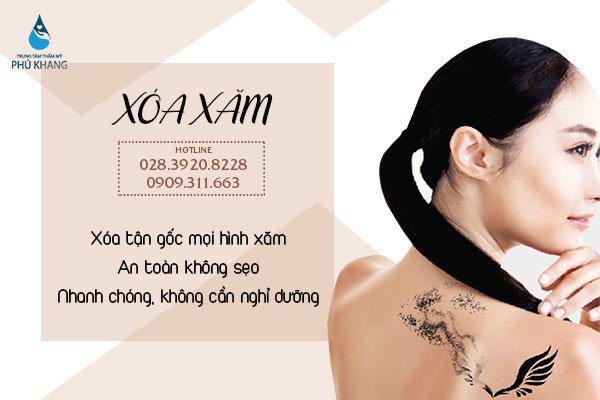 TRUNG TÂM THẨM MỸ
PHÚ KHANG
XÓA XĂM
HOTLINE
028.3920.8228
0909.311.663
Xóa tận gốc mọi hình xăm
An toàn không sẹo
Nhanh chóng, không cần nghỉ dưỡng